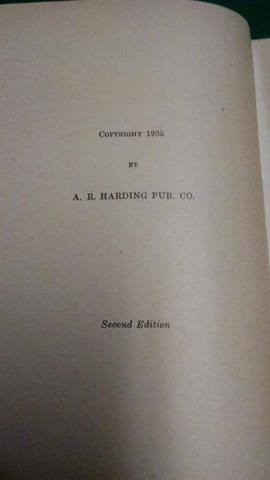 COPYRIGHT 1935
BY
A. R. HARDING PUB. CO.
Second Edition